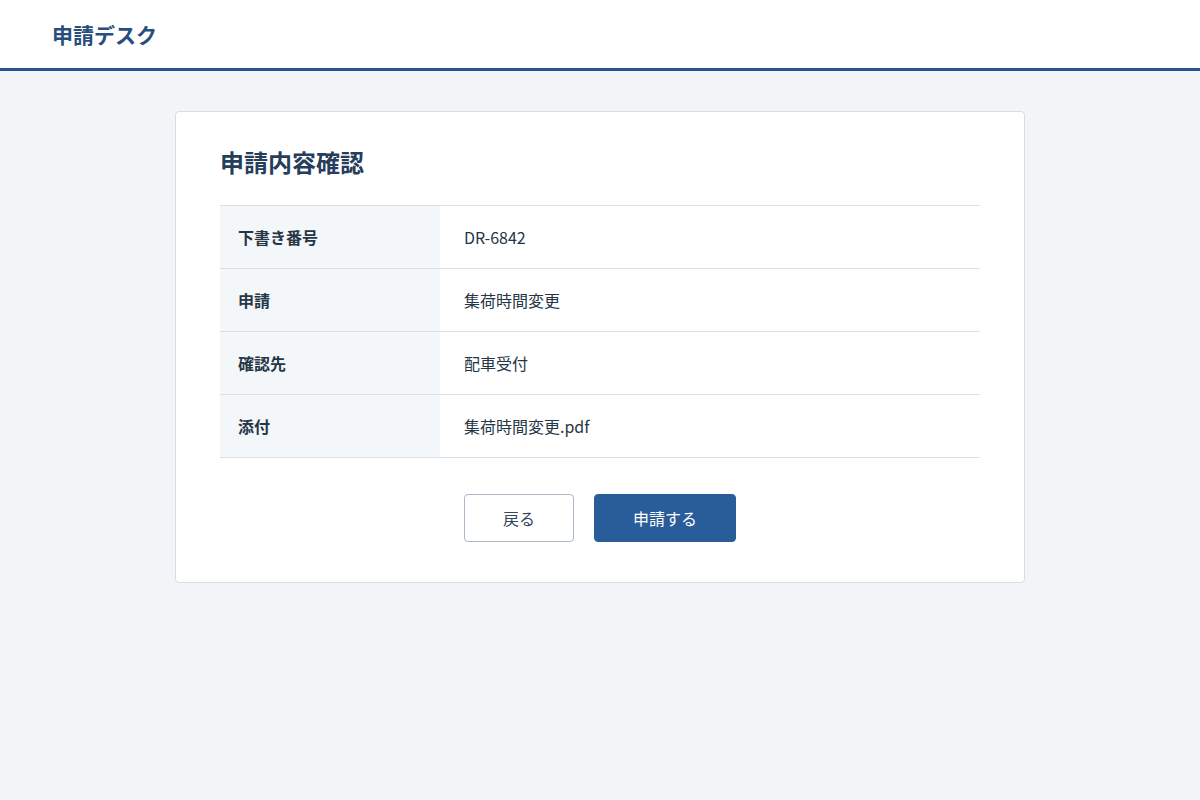 申請デスク
申請内容確認
下書き番号 DR-6842
申請 集荷時間変更
確認先 配車受付
添付 集荷時間変更.pdf
戻る 申請する